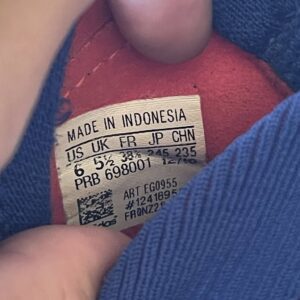 MADE IN INDONESIA
US UK FR JP CHN
6 5½ 38⅔ 245 235
PRB 698001 12/18
ART EG0955